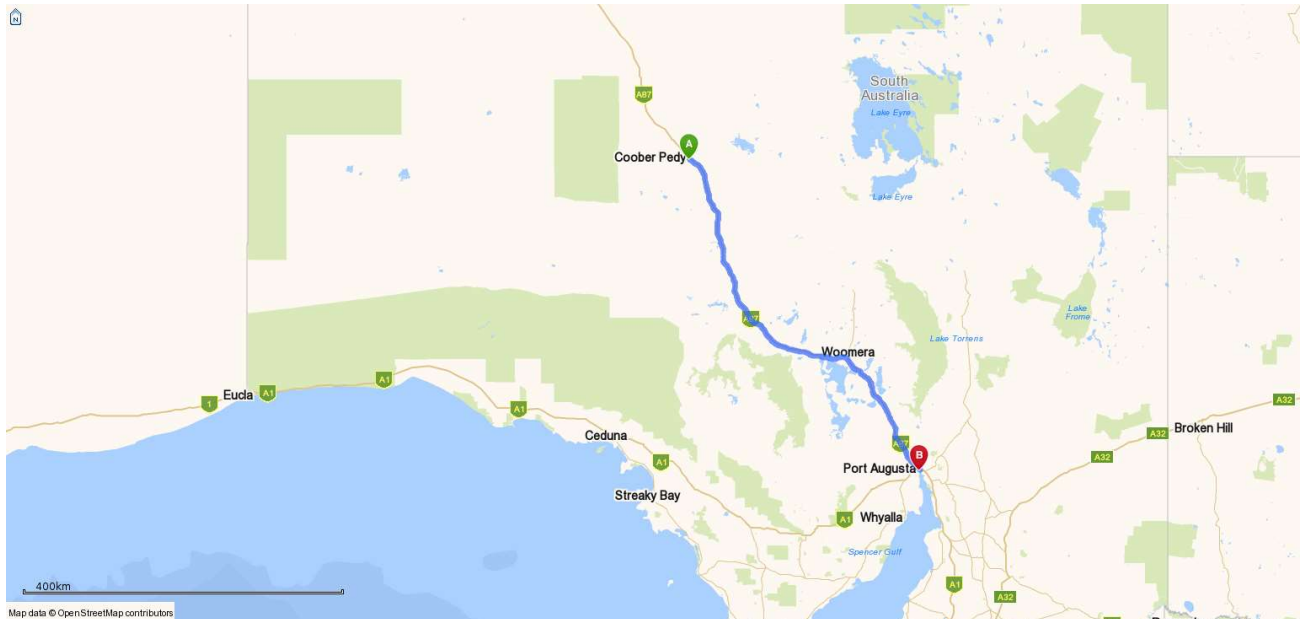 N
South
Australia
A87
Lake Eyre
Coober Pedy
A
Lake Eyre
Lake
Frome
Lake Torrens
Woomera
Eucla
A1
A1
1
A1
A32
Broken Hill
A32
A32
Ceduna
A1
B
Port Augusta
Streaky Bay
A1
Whyalla
Spencer Gulf
A1
A32
400km
Map data © OpenStreetMap contributors